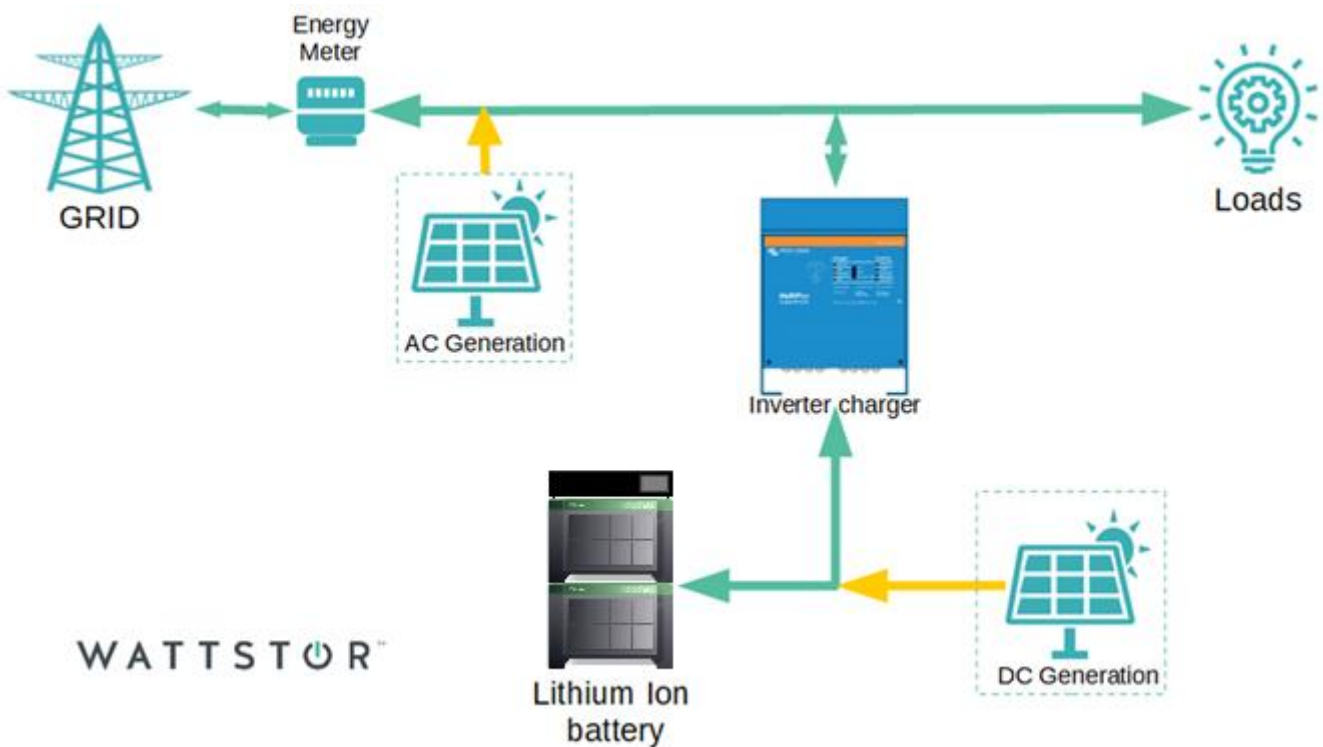 Energy
Meter
GRID
Loads
AC Generation
Inverter charger
DC Generation
WATTSTOR
Lithium Ion
battery